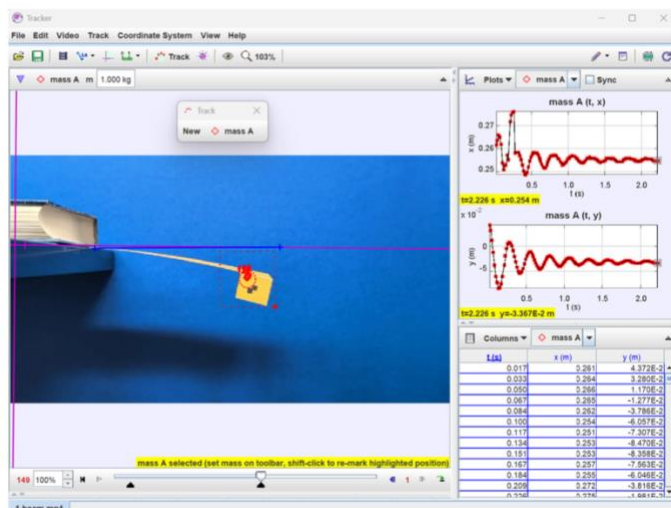 Tracker
File Edit Video Track Coordinate System View Help
Track 103%
mass A m 1.000 kg
Plots mass A Sync
Track
New mass A
mass A (t, x)
x (m)
0.27
0.26
0.25
0.5 1.0 1.5 2.0
t (s)
t=2.226 s x=0.254 m
mass A (t, y)
x 10⁻²
y (m)
0
-5
0.5 1.0 1.5 2.0
t (s)
t=2.226 s y=-3.367E-2 m
Columns mass A
t (s) x (m) y (m)
0.017 0.261 4.372E-2
0.033 0.264 3.280E-2
0.050 0.266 1.170E-2
0.067 0.265 -1.277E-2
0.084 0.262 -3.786E-2
0.100 0.254 -6.057E-2
0.117 0.251 -7.307E-2
0.134 0.253 -8.470E-2
0.151 0.253 -8.358E-2
0.167 0.257 -7.563E-2
0.184 0.255 -6.046E-2
0.209 0.272 -3.816E-2
mass A selected (set mass on toolbar, shift-click to re-mark highlighted position)
149 100% 1